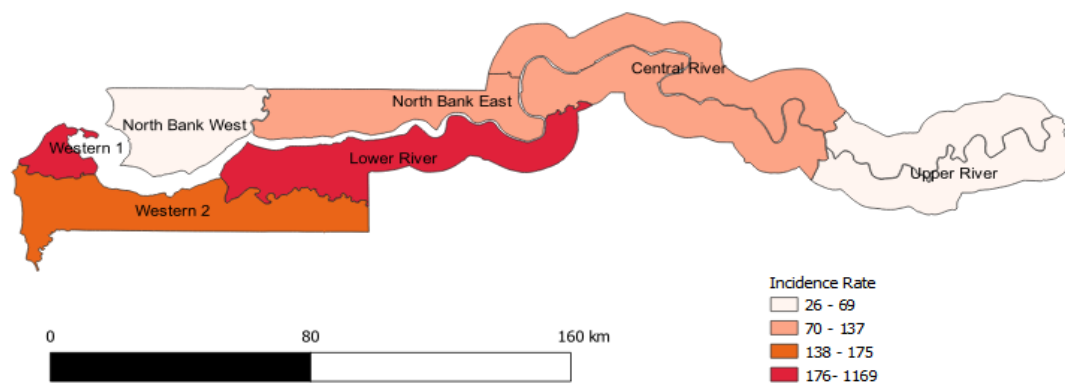 Central River
North Bank East
North Bank West
Western 1
Lower River
Upper River
Western 2
Incidence Rate
26 - 69
70 - 137
138 - 175
176- 1169
0 80 160 km